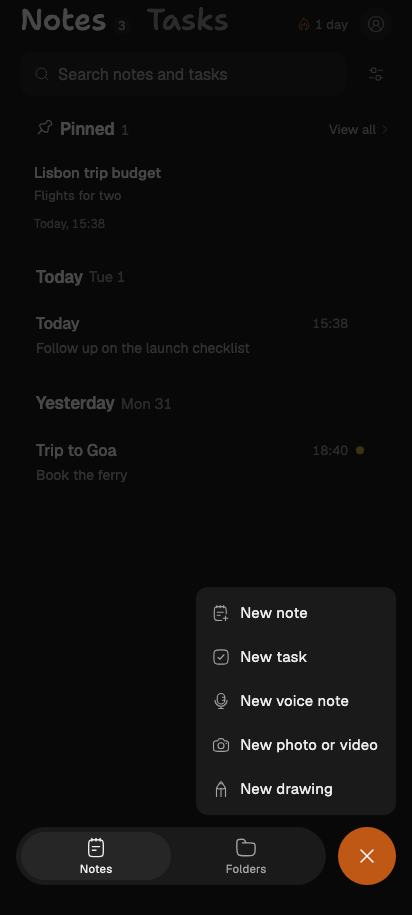 Notes 3 Tasks
1 day
Search notes and tasks
Pinned 1
View all
Lisbon trip budget
Flights for two
Today, 15:38
Today Tue 1
Today 15:38
Follow up on the launch checklist
Yesterday Mon 31
Trip to Goa 18:40
Book the ferry
New note
New task
New voice note
New photo or video
New drawing
Notes
Folders